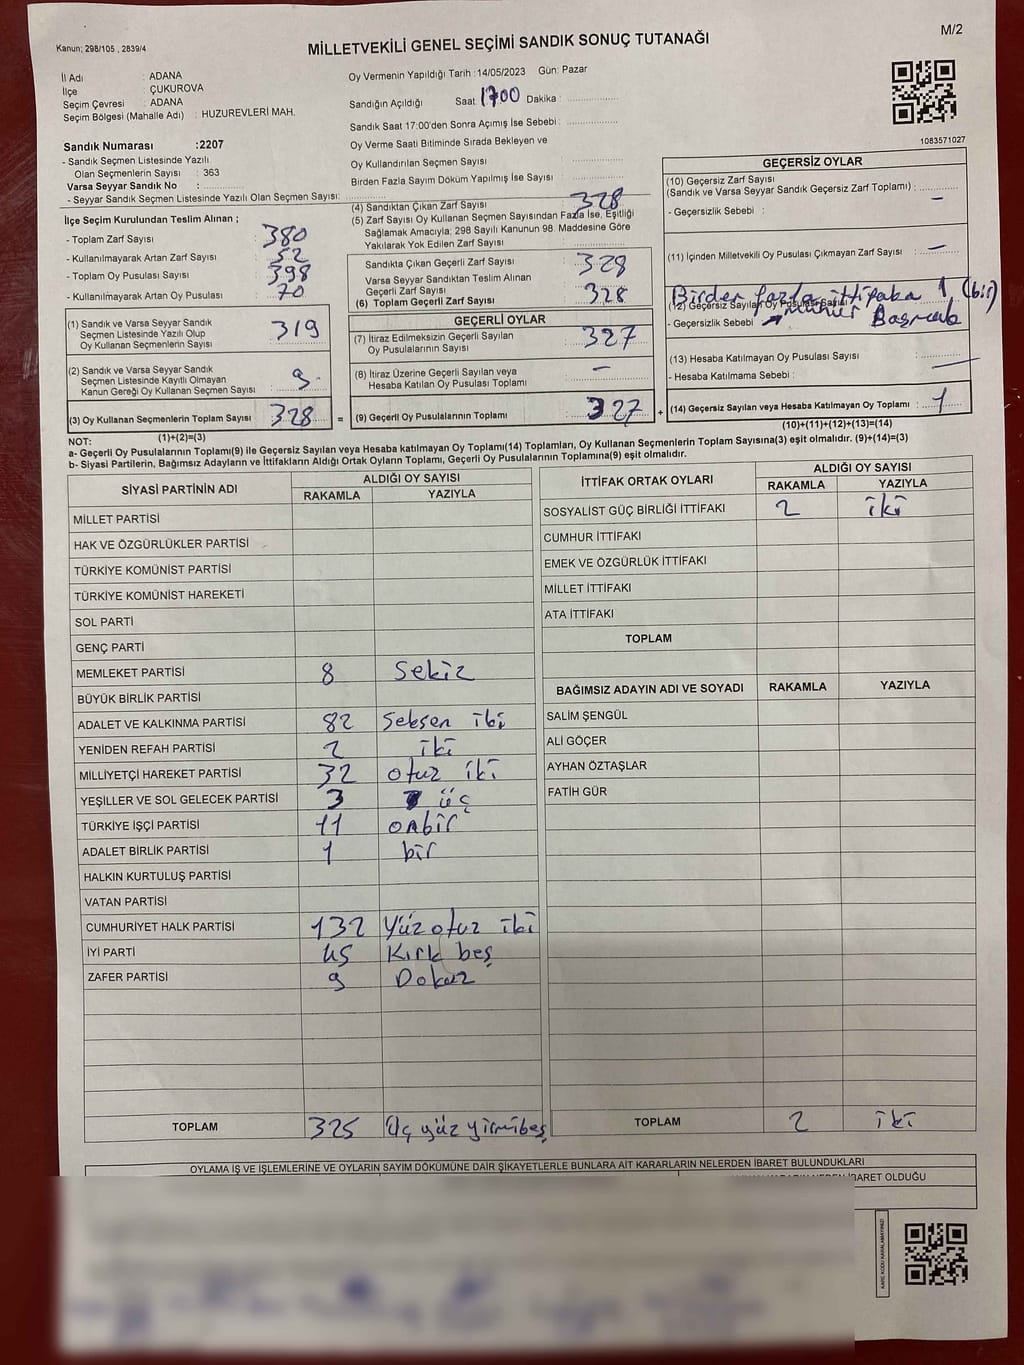 M/2
Kanun; 298/105 , 2839/4
MİLLETVEKİLİ GENEL SEÇİMİ SANDIK SONUÇ TUTANAĞI
İl Adı : ADANA
İlçe : ÇUKUROVA
Seçim Çevresi : ADANA
Seçim Bölgesi (Mahalle Adı) : HUZUREVLERİ MAH.
Sandık Numarası :2207
- Sandık Seçmen Listesinde Yazılı
Olan Seçmenlerin Sayısı : 363
Varsa Seyyar Sandık No :
- Seyyar Sandık Seçmen Listesinde Yazılı Olan Seçmen Sayısı:
Oy Vermenin Yapıldığı Tarih :14/05/2023 Gün: Pazar
Sandığın Açıldığı Saat 1700 Dakika :
Sandık Saat 17:00'den Sonra Açımış İse Sebebi :
Oy Verme Saati Bitiminde Sırada Bekleyen ve
Oy Kullandırılan Seçmen Sayısı :
Birden Fazla Sayım Döküm Yapılmış İse Sayısı :
1083571027
İlçe Seçim Kurulundan Teslim Alınan ;
- Toplam Zarf Sayısı : 380
- Kullanılmayarak Artan Zarf Sayısı : 52
- Toplam Oy Pusulası Sayısı : 398
- Kullanılmayarak Artan Oy Pusulası : 70
(1) Sandık ve Varsa Seyyar Sandık
Seçmen Listesinde Yazılı Olup
Oy Kullanan Seçmenlerin Sayısı : 319
(2) Sandık ve Varsa Seyyar Sandık
Seçmen Listesinde Kayıtlı Olmayan
Kanun Gereği Oy Kullanan Seçmen Sayısı : 9
(3) Oy Kullanan Seçmenlerin Toplam Sayısı : 328 =
(1)+(2)=(3)
(4) Sandıktan Çıkan Zarf Sayısı : 328
(5) Zarf Sayısı Oy Kullanan Seçmen Sayısından Fazla İse, Eşitliği
Sağlamak Amacıyla; 298 Sayılı Kanunun 98. Maddesine Göre
Yakılarak Yok Edilen Zarf Sayısı :
Sandıkta Çıkan Geçerli Zarf Sayısı : 328
Varsa Seyyar Sandıktan Teslim Alınan
Geçerli Zarf Sayısı :
(6) Toplam Geçerli Zarf Sayısı : 328
GEÇERLİ OYLAR
(7) İtiraz Edilmeksizin Geçerli Sayılan
Oy Pusulalarının Sayısı : 327
(8) İtiraz Üzerine Geçerli Sayılan veya
Hesaba Katılan Oy Pusulası Toplamı : –
(9) Geçerli Oy Pusulalarının Toplamı : 327 +
GEÇERSİZ OYLAR
(10) Geçersiz Zarf Sayısı
(Sandık ve Varsa Seyyar Sandık Geçersiz Zarf Toplamı) : –
- Geçersizlik Sebebi :
(11) İçinden Milletvekili Oy Pusulası Çıkmayan Zarf Sayısı : –
Birden fazla ittifaka 1 (bir)
(12) Geçersiz Sayılan Oy Pusulası Sayısı
- Geçersizlik Sebebi mühür Basmak
(13) Hesaba Katılmayan Oy Pusulası Sayısı :
- Hesaba Katılmama Sebebi : –
(14) Geçersiz Sayılan veya Hesaba Katılmayan Oy Toplamı : 1
(10)+(11)+(12)+(13)=(14)
NOT:
a- Geçerli Oy Pusulalarının Toplamı(9) ile Geçersiz Sayılan veya Hesaba katılmayan Oy Toplamı(14) Toplamları, Oy Kullanan Seçmenlerin Toplam Sayısına(3) eşit olmalıdır. (9)+(14)=(3)
b- Siyasi Partilerin, Bağımsız Adayların ve İttifakların Aldığı Ortak Oyların Toplamı, Geçerli Oy Pusulalarının Toplamına(9) eşit olmalıdır.
SİYASİ PARTİNİN ADI ALDIĞI OY SAYISI
RAKAMLA YAZIYLA
MİLLET PARTİSİ
HAK VE ÖZGÜRLÜKLER PARTİSİ
TÜRKİYE KOMÜNİST PARTİSİ
TÜRKİYE KOMÜNİST HAREKETİ
SOL PARTİ
GENÇ PARTİ
MEMLEKET PARTİSİ 8 Sekiz
BÜYÜK BİRLİK PARTİSİ
ADALET VE KALKINMA PARTİSİ 82 Seksen iki
YENİDEN REFAH PARTİSİ 2 iki
MİLLİYETÇİ HAREKET PARTİSİ 32 otuz iki
YEŞİLLER VE SOL GELECEK PARTİSİ 3 üç
TÜRKİYE İŞÇİ PARTİSİ 11 onbir
ADALET BİRLİK PARTİSİ 1 bir
HALKIN KURTULUŞ PARTİSİ
VATAN PARTİSİ
CUMHURİYET HALK PARTİSİ 132 Yüz otuz iki
İYİ PARTİ 45 Kırk beş
ZAFER PARTİSİ 9 Dokuz
TOPLAM 325 Üç yüz yirmibeş
İTTİFAK ORTAK OYLARI ALDIĞI OY SAYISI
RAKAMLA YAZIYLA
SOSYALİST GÜÇ BİRLİĞİ İTTİFAKI 2 iki
CUMHUR İTTİFAKI
EMEK VE ÖZGÜRLÜK İTTİFAKI
MİLLET İTTİFAKI
ATA İTTİFAKI
TOPLAM
BAĞIMSIZ ADAYIN ADI VE SOYADI RAKAMLA YAZIYLA
SALİM ŞENGÜL
ALİ GÖÇER
AYHAN ÖZTAŞLAR
FATİH GÜR
TOPLAM 2 iki
OYLAMA İŞ VE İŞLEMLERİNE VE OYLARIN SAYIM DÖKÜMÜNE DAİR ŞİKAYETLERLE BUNLARA AİT KARARLARIN NELERDEN İBARET BULUNDUKLARI
İBARET OLDUĞU
KARE KODU KARALAMAYINIZ!